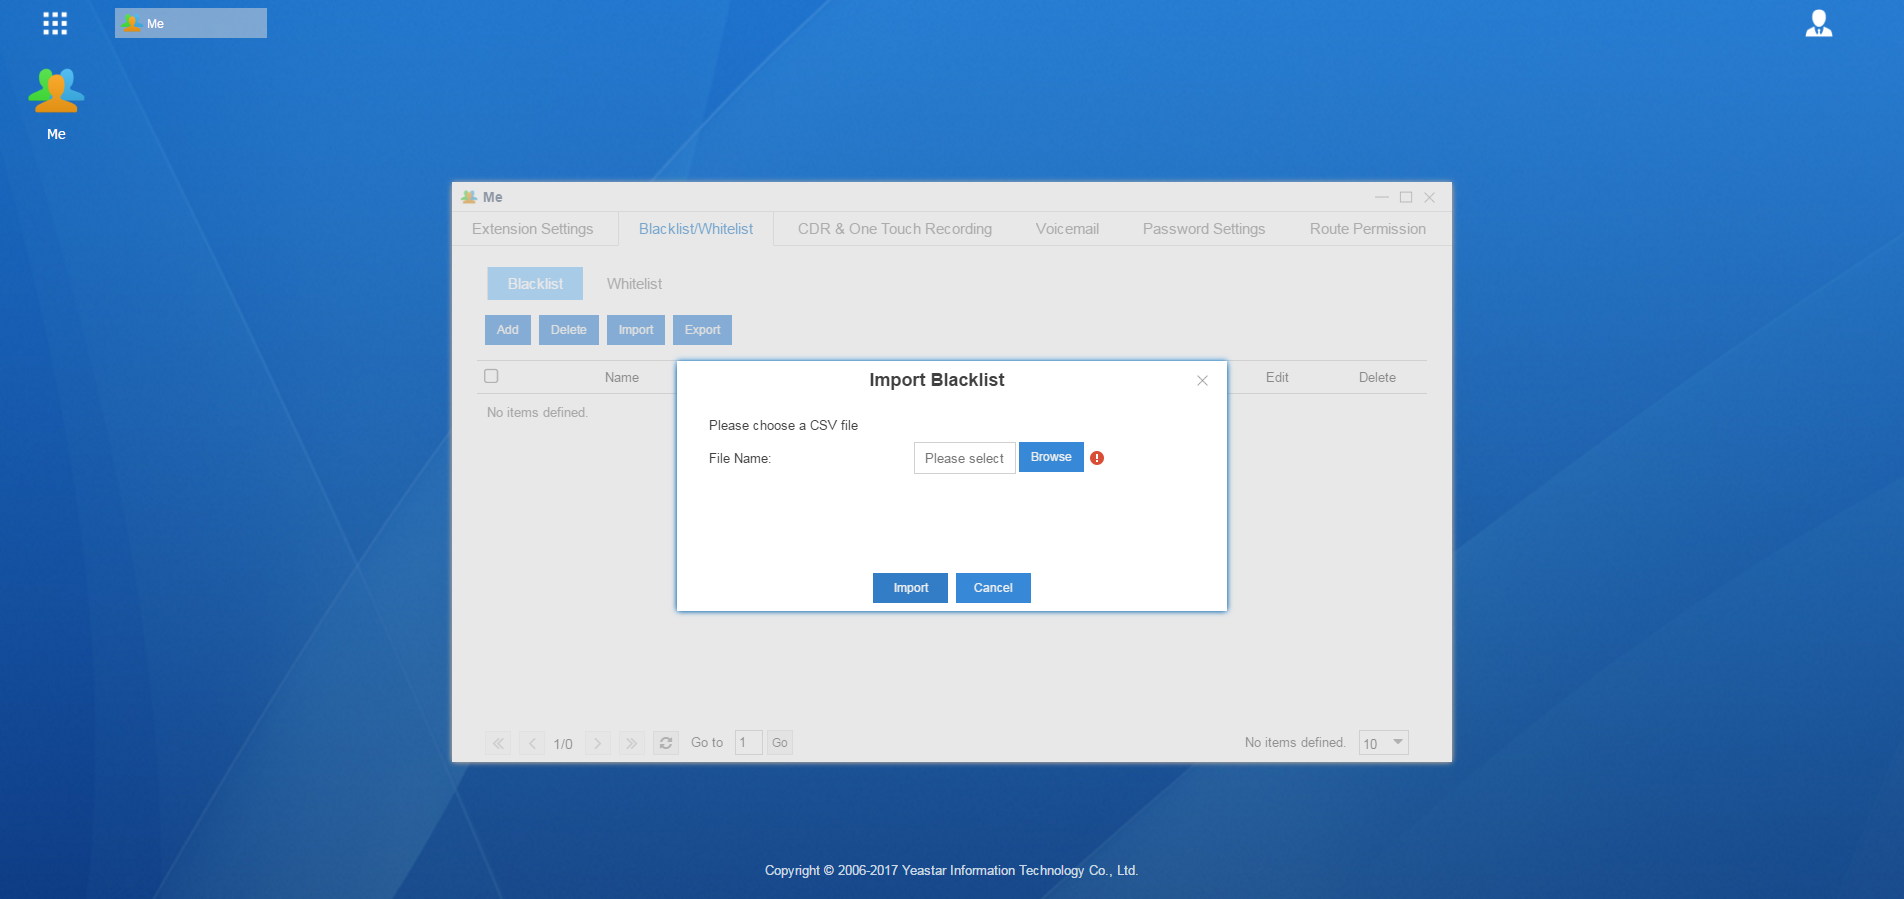 Me
Me
Me
Extension Settings Blacklist/Whitelist CDR & One Touch Recording Voicemail Password Settings Route Permission
Blacklist Whitelist
Add Delete Import Export
Name Edit Delete
No items defined.
Import Blacklist
Please choose a CSV file
File Name: Please select Browse
Import Cancel
1/0 Go to 1 Go No items defined. 10
Copyright © 2006-2017 Yeastar Information Technology Co., Ltd.